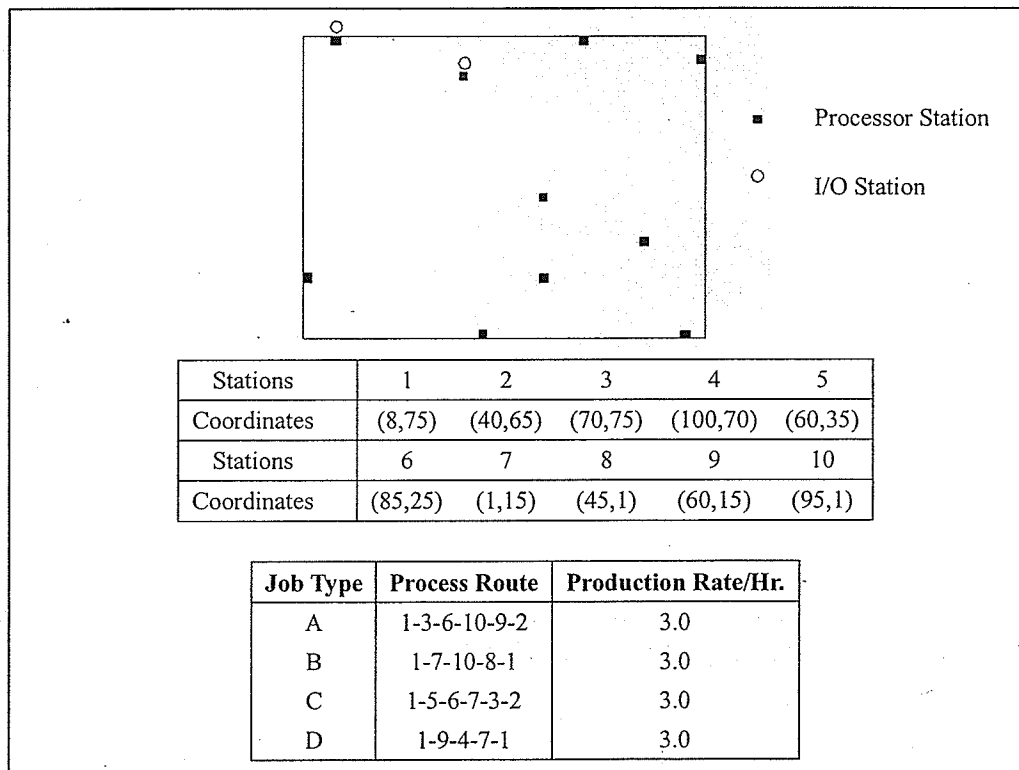 Processor Station
I/O Station
Stations 1 2 3 4 5
Coordinates (8,75) (40,65) (70,75) (100,70) (60,35)
Stations 6 7 8 9 10
Coordinates (85,25) (1,15) (45,1) (60,15) (95,1)
Job Type Process Route Production Rate/Hr.
A 1-3-6-10-9-2 3.0
B 1-7-10-8-1 3.0
C 1-5-6-7-3-2 3.0
D 1-9-4-7-1 3.0